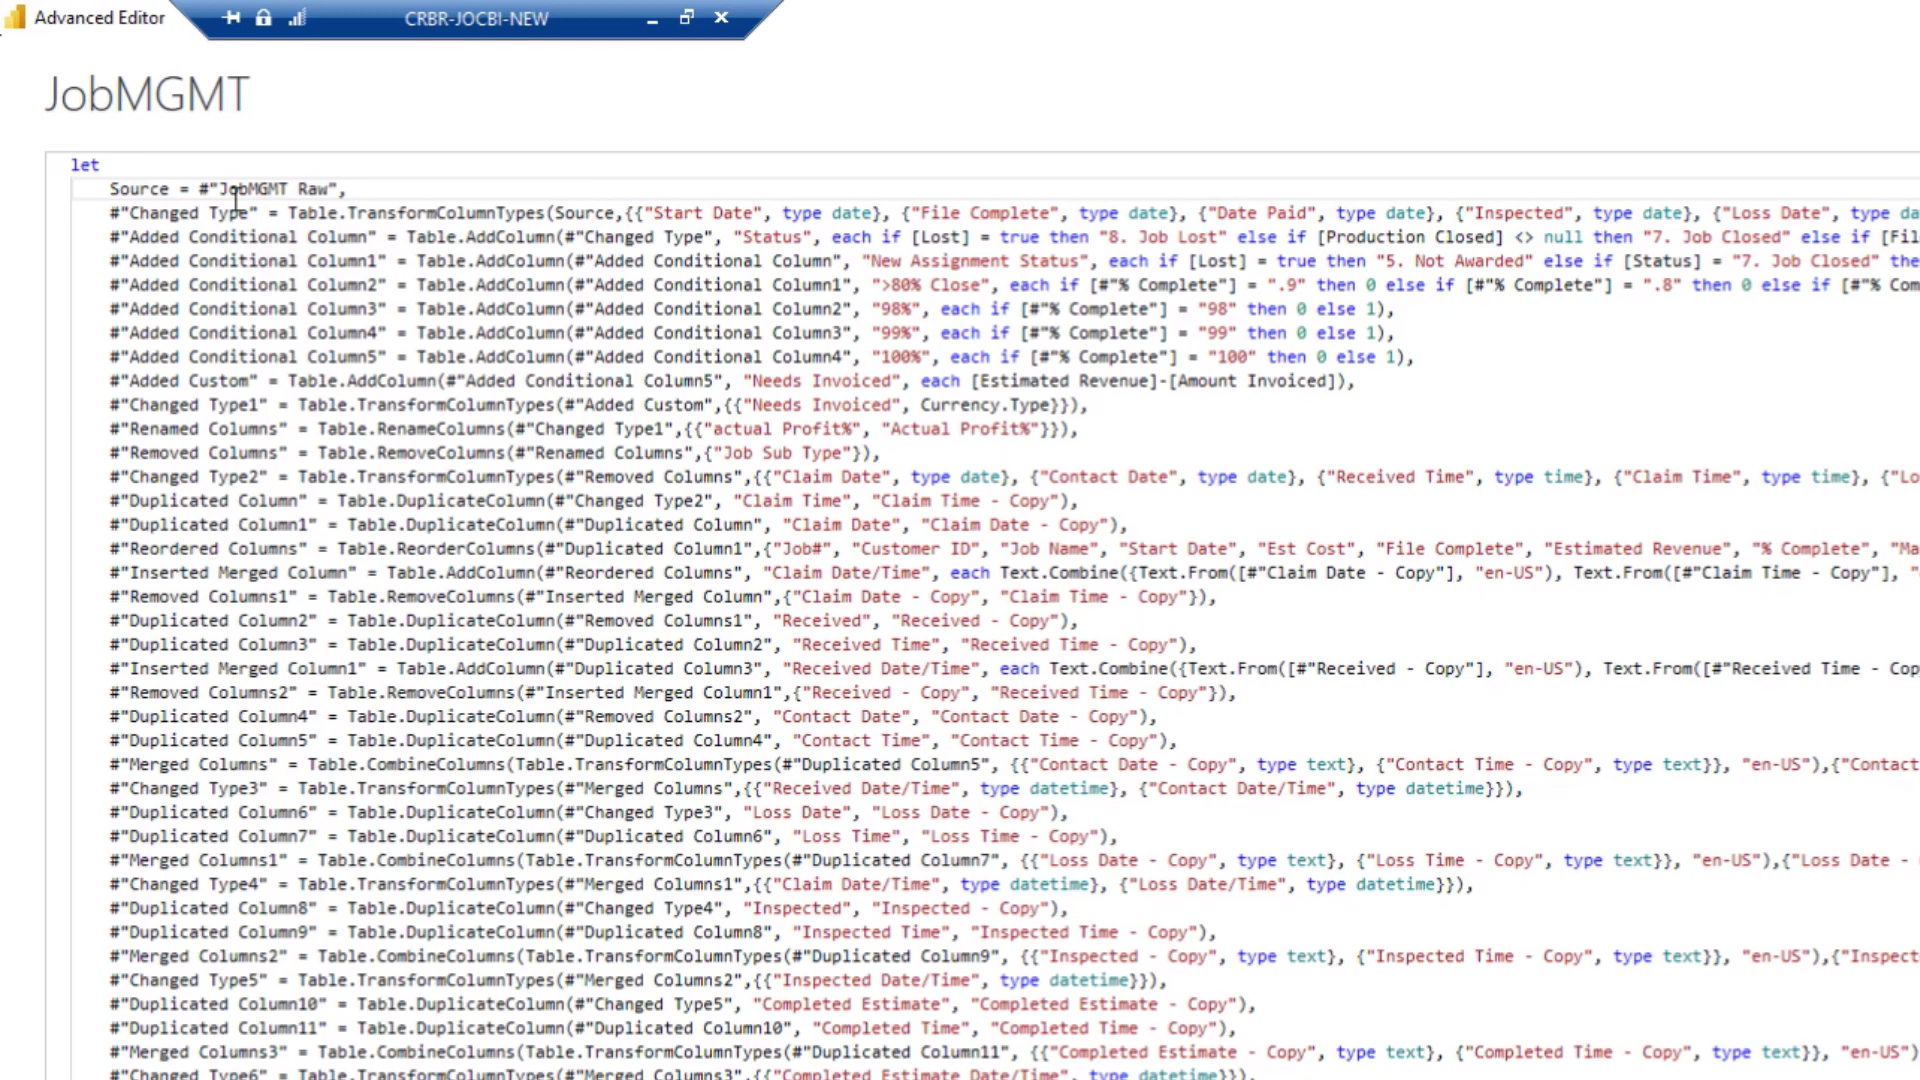 Advanced Editor
CRBR-JOCBI-NEW
JobMGMT
let
Source = #"JobMGMT Raw",
#"Changed Type" = Table.TransformColumnTypes(Source,{{"Start Date", type date}, {"File Complete", type date}, {"Date Paid", type date}, {"Inspected", type date}, {"Loss Date", type da
#"Added Conditional Column" = Table.AddColumn(#"Changed Type", "Status", each if [Lost] = true then "8. Job Lost" else if [Production Closed] <> null then "7. Job Closed" else if [Fil
#"Added Conditional Column1" = Table.AddColumn(#"Added Conditional Column", "New Assignment Status", each if [Lost] = true then "5. Not Awarded" else if [Status] = "7. Job Closed" the
#"Added Conditional Column2" = Table.AddColumn(#"Added Conditional Column1", ">80% Close", each if [#"% Complete"] = ".9" then 0 else if [#"% Complete"] = ".8" then 0 else if [#"% Com
#"Added Conditional Column3" = Table.AddColumn(#"Added Conditional Column2", "98%", each if [#"% Complete"] = "98" then 0 else 1),
#"Added Conditional Column4" = Table.AddColumn(#"Added Conditional Column3", "99%", each if [#"% Complete"] = "99" then 0 else 1),
#"Added Conditional Column5" = Table.AddColumn(#"Added Conditional Column4", "100%", each if [#"% Complete"] = "100" then 0 else 1),
#"Added Custom" = Table.AddColumn(#"Added Conditional Column5", "Needs Invoiced", each [Estimated Revenue]-[Amount Invoiced]),
#"Changed Type1" = Table.TransformColumnTypes(#"Added Custom",{{"Needs Invoiced", Currency.Type}}),
#"Renamed Columns" = Table.RenameColumns(#"Changed Type1",{{"actual Profit%", "Actual Profit%"}}),
#"Removed Columns" = Table.RemoveColumns(#"Renamed Columns",{"Job Sub Type"}),
#"Changed Type2" = Table.TransformColumnTypes(#"Removed Columns",{{"Claim Date", type date}, {"Contact Date", type date}, {"Received Time", type time}, {"Claim Time", type time}, {"Lo
#"Duplicated Column" = Table.DuplicateColumn(#"Changed Type2", "Claim Time", "Claim Time - Copy"),
#"Duplicated Column1" = Table.DuplicateColumn(#"Duplicated Column", "Claim Date", "Claim Date - Copy"),
#"Reordered Columns" = Table.ReorderColumns(#"Duplicated Column1",{"Job#", "Customer ID", "Job Name", "Start Date", "Est Cost", "File Complete", "Estimated Revenue", "% Complete", "Ma
#"Inserted Merged Column" = Table.AddColumn(#"Reordered Columns", "Claim Date/Time", each Text.Combine({Text.From([#"Claim Date - Copy"], "en-US"), Text.From([#"Claim Time - Copy"], "
#"Removed Columns1" = Table.RemoveColumns(#"Inserted Merged Column",{"Claim Date - Copy", "Claim Time - Copy"}),
#"Duplicated Column2" = Table.DuplicateColumn(#"Removed Columns1", "Received", "Received - Copy"),
#"Duplicated Column3" = Table.DuplicateColumn(#"Duplicated Column2", "Received Time", "Received Time - Copy"),
#"Inserted Merged Column1" = Table.AddColumn(#"Duplicated Column3", "Received Date/Time", each Text.Combine({Text.From([#"Received - Copy"], "en-US"), Text.From([#"Received Time - Cop
#"Removed Columns2" = Table.RemoveColumns(#"Inserted Merged Column1",{"Received - Copy", "Received Time - Copy"}),
#"Duplicated Column4" = Table.DuplicateColumn(#"Removed Columns2", "Contact Date", "Contact Date - Copy"),
#"Duplicated Column5" = Table.DuplicateColumn(#"Duplicated Column4", "Contact Time", "Contact Time - Copy"),
#"Merged Columns" = Table.CombineColumns(Table.TransformColumnTypes(#"Duplicated Column5", {{"Contact Date - Copy", type text}, {"Contact Time - Copy", type text}}, "en-US"),{"Contact
#"Changed Type3" = Table.TransformColumnTypes(#"Merged Columns",{{"Received Date/Time", type datetime}, {"Contact Date/Time", type datetime}}),
#"Duplicated Column6" = Table.DuplicateColumn(#"Changed Type3", "Loss Date", "Loss Date - Copy"),
#"Duplicated Column7" = Table.DuplicateColumn(#"Duplicated Column6", "Loss Time", "Loss Time - Copy"),
#"Merged Columns1" = Table.CombineColumns(Table.TransformColumnTypes(#"Duplicated Column7", {{"Loss Date - Copy", type text}, {"Loss Time - Copy", type text}}, "en-US"),{"Loss Date -
#"Changed Type4" = Table.TransformColumnTypes(#"Merged Columns1",{{"Claim Date/Time", type datetime}, {"Loss Date/Time", type datetime}}),
#"Duplicated Column8" = Table.DuplicateColumn(#"Changed Type4", "Inspected", "Inspected - Copy"),
#"Duplicated Column9" = Table.DuplicateColumn(#"Duplicated Column8", "Inspected Time", "Inspected Time - Copy"),
#"Merged Columns2" = Table.CombineColumns(Table.TransformColumnTypes(#"Duplicated Column9", {{"Inspected - Copy", type text}, {"Inspected Time - Copy", type text}}, "en-US"),{"Inspect
#"Changed Type5" = Table.TransformColumnTypes(#"Merged Columns2",{{"Inspected Date/Time", type datetime}}),
#"Duplicated Column10" = Table.DuplicateColumn(#"Changed Type5", "Completed Estimate", "Completed Estimate - Copy"),
#"Duplicated Column11" = Table.DuplicateColumn(#"Duplicated Column10", "Completed Time", "Completed Time - Copy"),
#"Merged Columns3" = Table.CombineColumns(Table.TransformColumnTypes(#"Duplicated Column11", {{"Completed Estimate - Copy", type text}, {"Completed Time - Copy", type text}}, "en-US")
#"Changed Type6" = Table.TransformColumnTypes(#"Merged Columns3",{{"Completed Estimate Date/Time", type datetime}}),